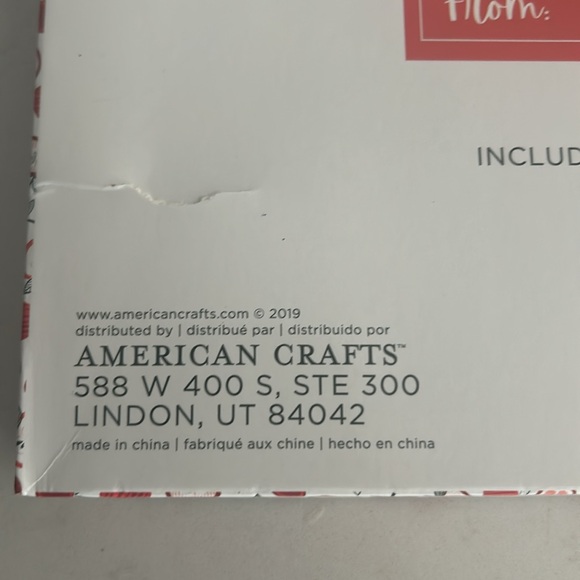 From:
INCLUD
www.americancrafts.com © 2019
distributed by | distribué par | distribuido por
AMERICAN CRAFTS™
588 W 400 S, STE 300
LINDON, UT 84042
made in china | fabriqué aux chine | hecho en china